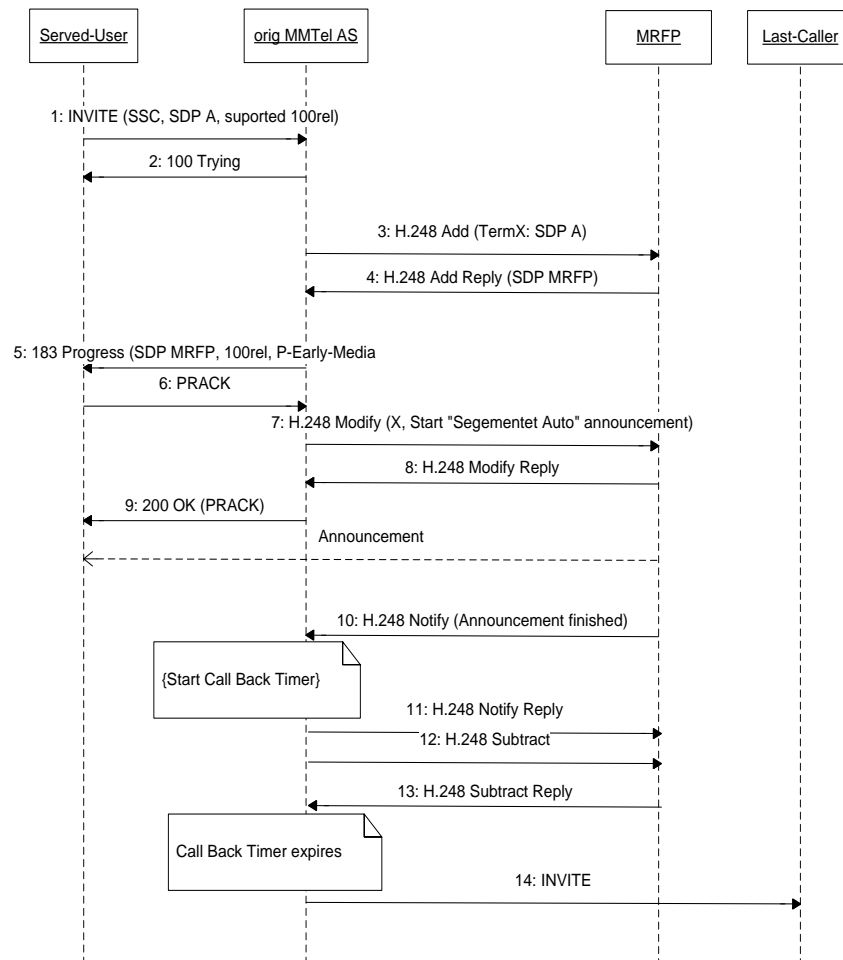 Served-User
orig MMTel AS
MRFP
Last-Caller
1: INVITE (SSC, SDP A, suported 100rel)
2: 100 Trying
3: H.248 Add (TermX: SDP A)
4: H.248 Add Reply (SDP MRFP)
5: 183 Progress (SDP MRFP, 100rel, P-Early-Media
6: PRACK
7: H.248 Modify (X, Start "Segementet Auto" announcement)
8: H.248 Modify Reply
9: 200 OK (PRACK)
Announcement
10: H.248 Notify (Announcement finished)
{Start Call Back Timer}
11: H.248 Notify Reply
12: H.248 Subtract
13: H.248 Subtract Reply
Call Back Timer expires
14: INVITE